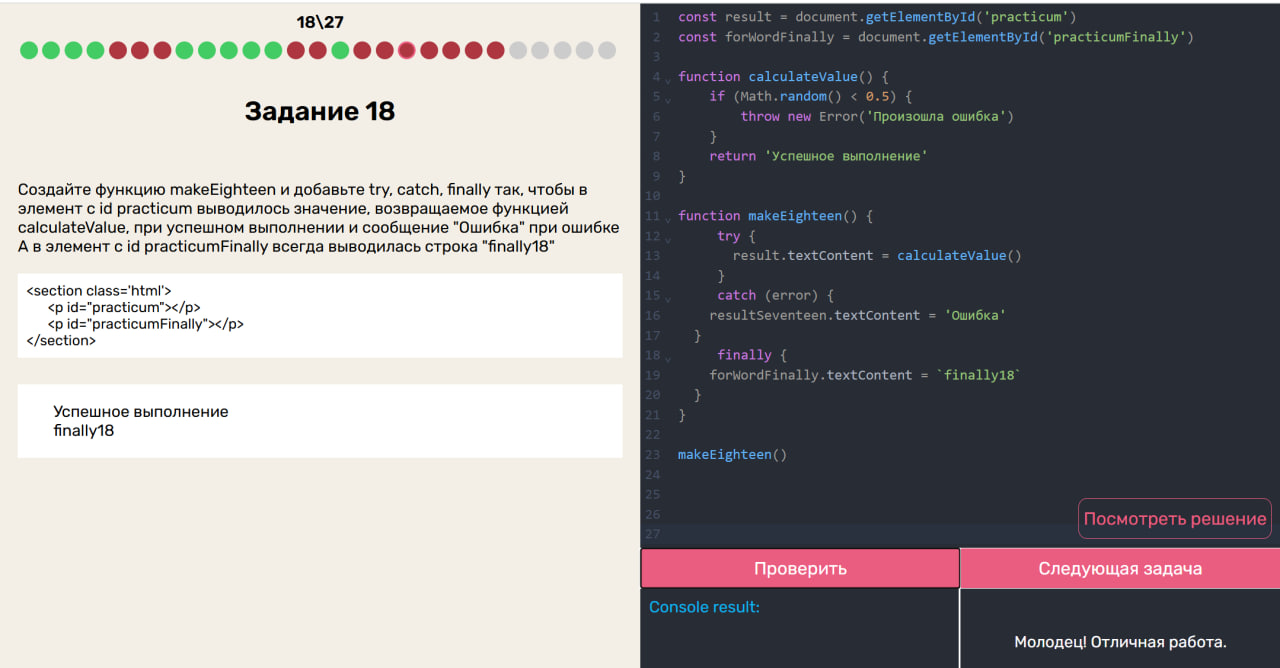 18\27
Задание 18
Создайте функцию makeEighteen и добавьте try, catch, finally так, чтобы в
элемент с id practicum выводилось значение, возвращаемое функцией
calculateValue, при успешном выполнении и сообщение "Ошибка" при ошибке
А в элемент с id practicumFinally всегда выводилась строка "finally18"
<section class='html'>
<p id="practicum"></p>
<p id="practicumFinally"></p>
</section>
Успешное выполнение
finally18
1 const result = document.getElementById('practicum')
2 const forWordFinally = document.getElementById('practicumFinally')
3
4 function calculateValue() {
5 if (Math.random() < 0.5) {
6 throw new Error('Произошла ошибка')
7 }
8 return 'Успешное выполнение'
9 }
10
11 function makeEighteen() {
12 try {
13 result.textContent = calculateValue()
14 }
15 catch (error) {
16 resultSeventeen.textContent = 'Ошибка'
17 }
18 finally {
19 forWordFinally.textContent = `finally18`
20 }
21 }
22
23 makeEighteen()
24
25
26
27
Посмотреть решение
Проверить
Следующая задача
Console result:
Молодец! Отличная работа.